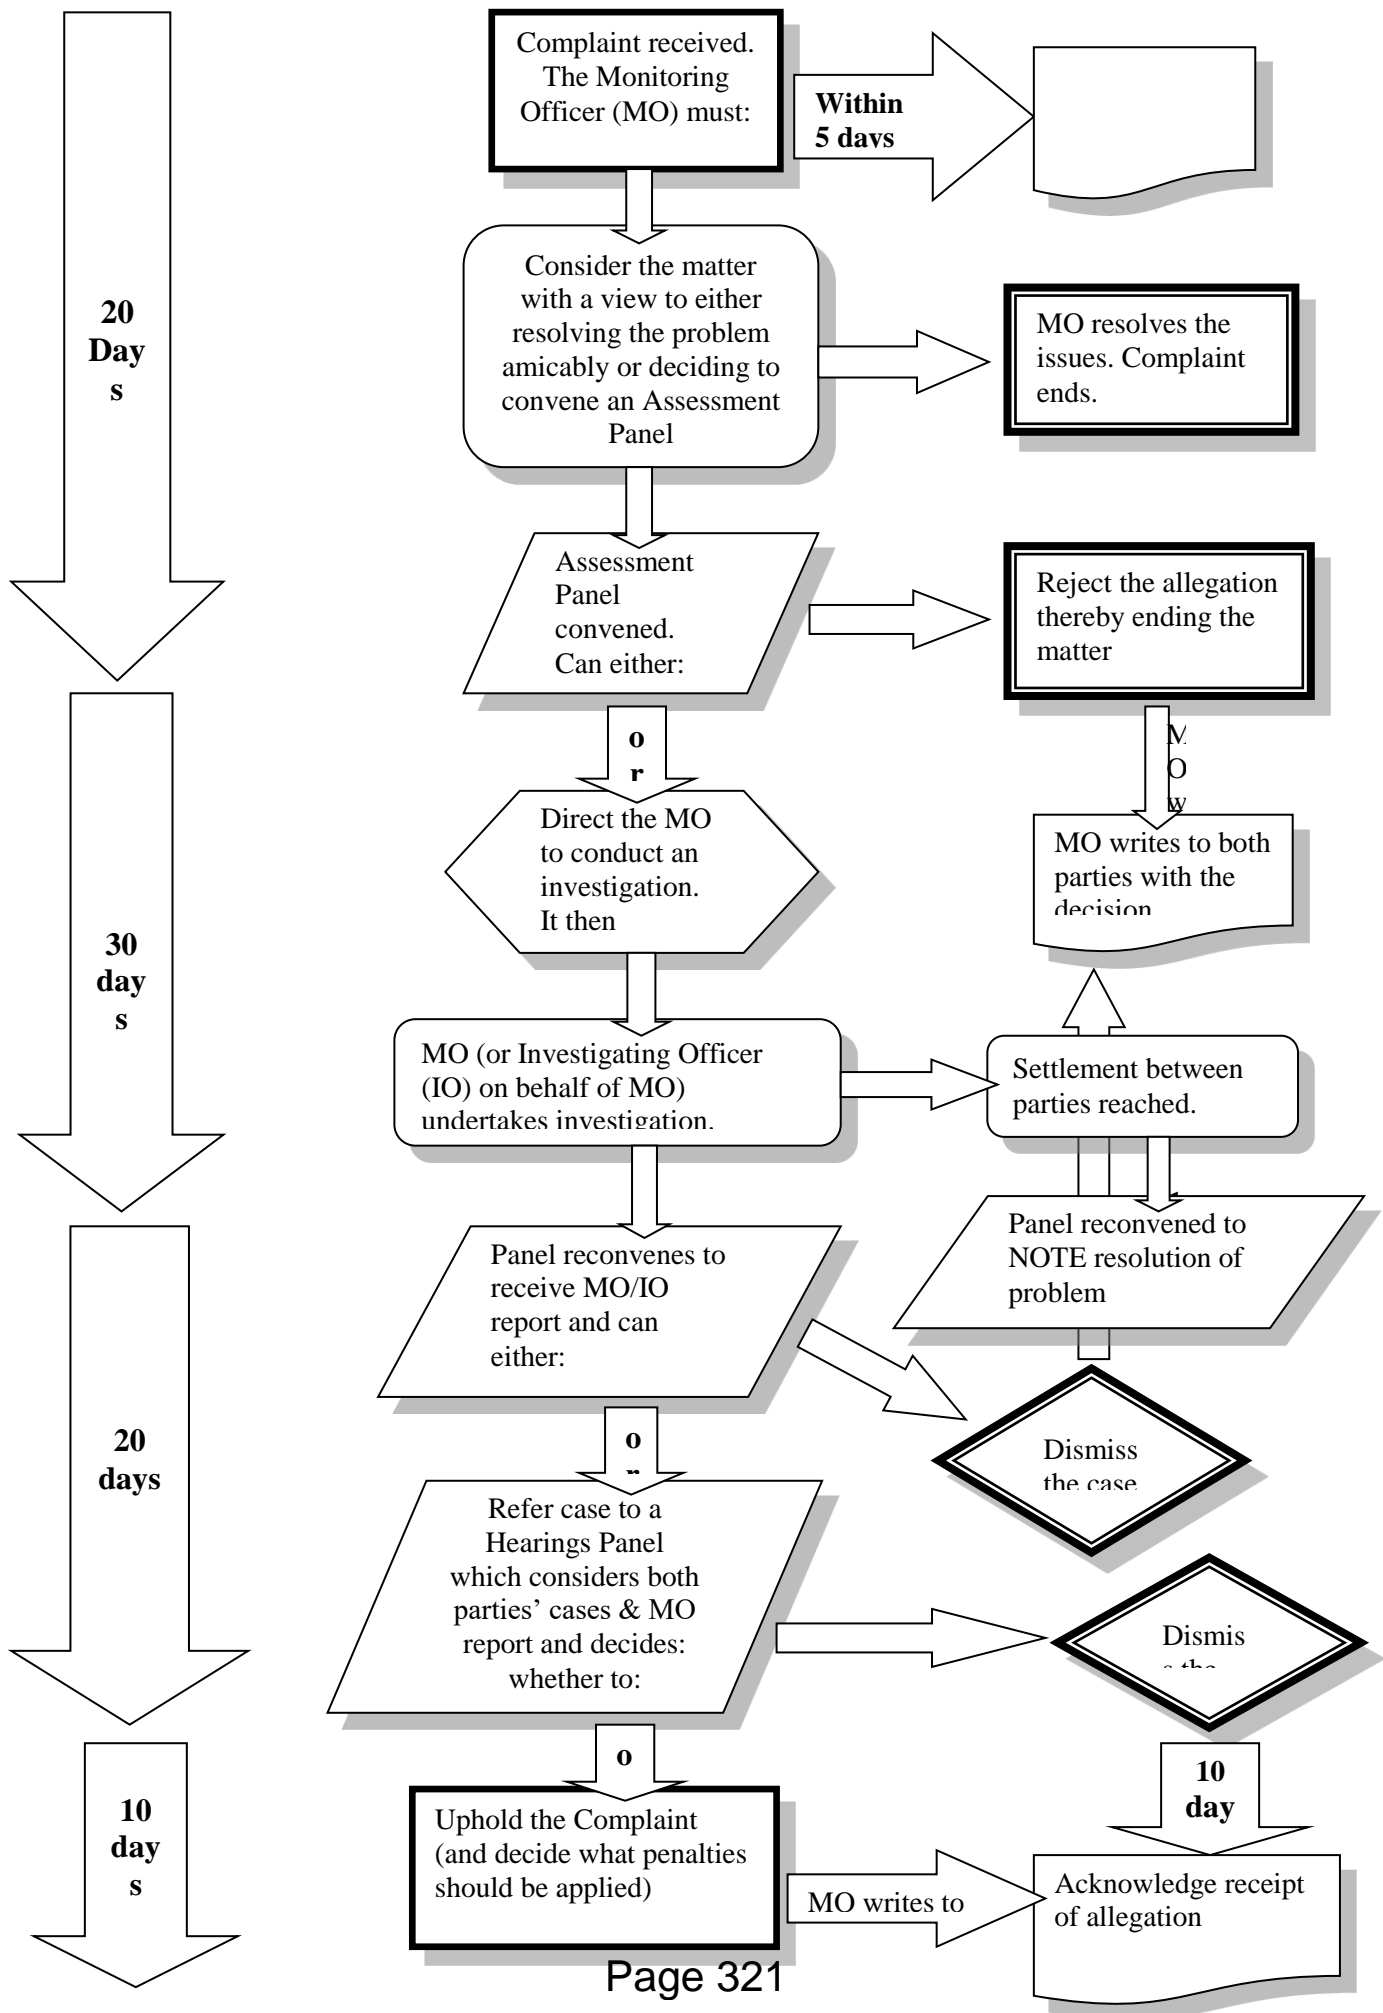 Complaint received.
The Monitoring
Officer (MO) must:
Within
5 days
Consider the matter
with a view to either
resolving the problem
amicably or deciding to
convene an Assessment
Panel
MO resolves the
issues. Complaint
ends.
20
Day
s
Assessment
Panel
convened.
Can either:
Reject the allegation
thereby ending the
matter
o
r
M
O
w
Direct the MO
to conduct an
investigation.
It then
MO writes to both
parties with the
decision
30
day
s
MO (or Investigating Officer
(IO) on behalf of MO)
undertakes investigation.
Settlement between
parties reached.
Panel reconvenes to
receive MO/IO
report and can
either:
Panel reconvened to
NOTE resolution of
problem
20
days
o
r
Dismiss
the case
Refer case to a
Hearings Panel
which considers both
parties’ cases & MO
report and decides:
whether to:
Dismis
s the
o
10
day
10
day
s
Uphold the Complaint
(and decide what penalties
should be applied)
MO writes to
Acknowledge receipt
of allegation
Page 321